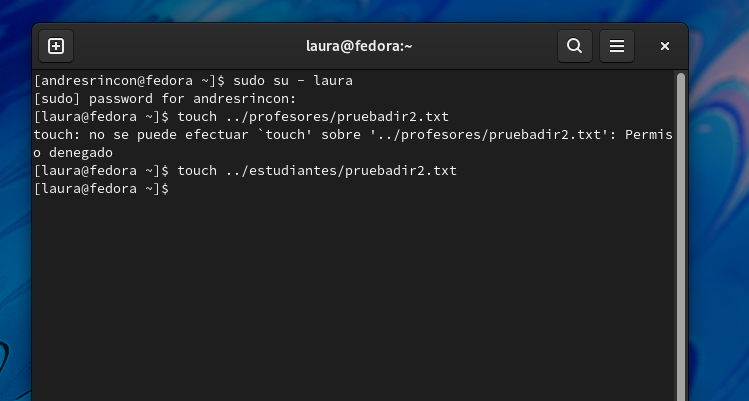 laura@fedora:~
[andresrincon@fedora ~]$ sudo su - laura
[sudo] password for andresrincon:
[laura@fedora ~]$ touch ../profesores/pruebadir2.txt
touch: no se puede efectuar `touch' sobre '../profesores/pruebadir2.txt': Permis
o denegado
[laura@fedora ~]$ touch ../estudiantes/pruebadir2.txt
[laura@fedora ~]$